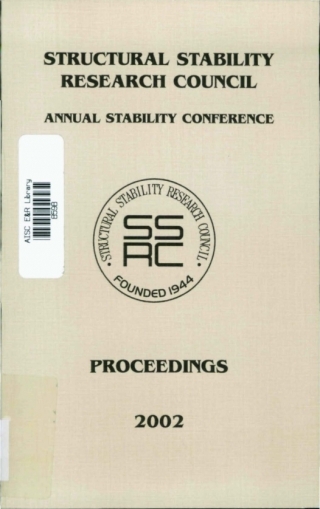 STRUCTURAL STABILITY
RESEARCH COUNCIL
ANNUAL STABILITY CONFERENCE
AISC E&R Library
8598
STRUCTURAL STABILITY RESEARCH COUNCIL
SS
RC
FOUNDED 1944
PROCEEDINGS
2002